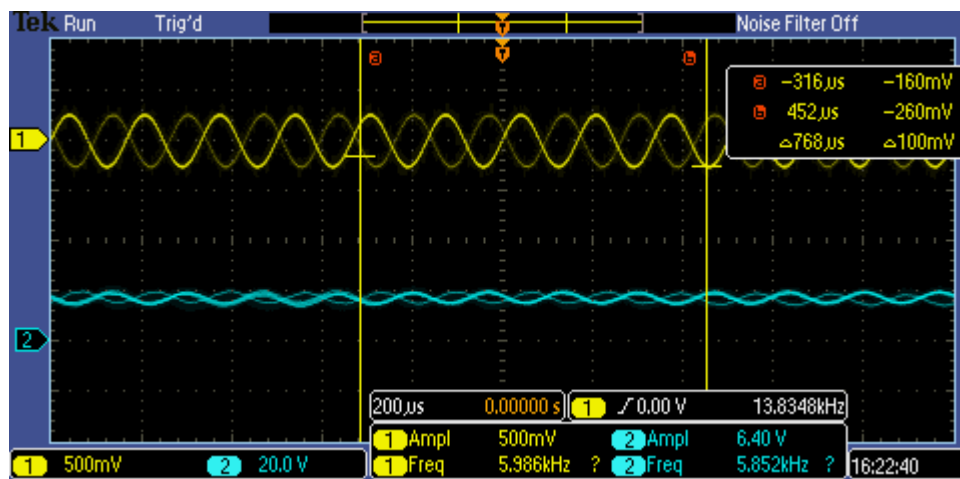 Tek Run Trig'd Noise Filter Off
a b
a -316µs -160mV
b 452µs -260mV
△768µs △100mV
1
2
200µs 0.00000 s 1 ƒ 0.00 V 13.8348kHz
1 Ampl 500mV 2 Ampl 6.40 V
1 500mV 2 20.0 V 1 Freq 5.986kHz ? 2 Freq 5.852kHz ? 16:22:40